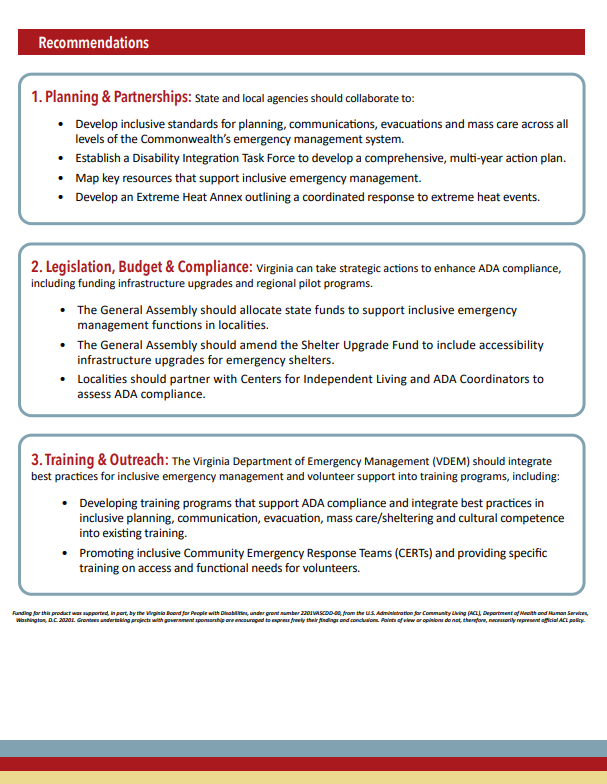 Recommendations
1. Planning & Partnerships: State and local agencies should collaborate to:
• Develop inclusive standards for planning, communications, evacuations and mass care across all
levels of the Commonwealth's emergency management system.
• Establish a Disability Integration Task Force to develop a comprehensive, multi-year action plan.
• Map key resources that support inclusive emergency management.
• Develop an Extreme Heat Annex outlining a coordinated response to extreme heat events.
2. Legislation, Budget & Compliance: Virginia can take strategic actions to enhance ADA compliance,
including funding infrastructure upgrades and regional pilot programs.
• The General Assembly should allocate state funds to support inclusive emergency
management functions in localities.
• The General Assembly should amend the Shelter Upgrade Fund to include accessibility
infrastructure upgrades for emergency shelters.
• Localities should partner with Centers for Independent Living and ADA Coordinators to
assess ADA compliance.
3. Training & Outreach: The Virginia Department of Emergency Management (VDEM) should integrate
best practices for inclusive emergency management and volunteer support into training programs, including:
• Developing training programs that support ADA compliance and integrate best practices in
inclusive planning, communication, evacuation, mass care/sheltering and cultural competence
into existing training.
• Promoting inclusive Community Emergency Response Teams (CERTs) and providing specific
training on access and functional needs for volunteers.
Funding for this product was supported, in part, by the Virginia Board for People with Disabilities, under grant number 2201VASCDD-00, from the U.S. Administration for Community Living (ACL), Department of Health and Human Services,
Washington, D.C. 20201. Grantees undertaking projects with government sponsorship are encouraged to express freely their findings and conclusions. Points of view or opinions do not, therefore, necessarily represent official ACL policy.